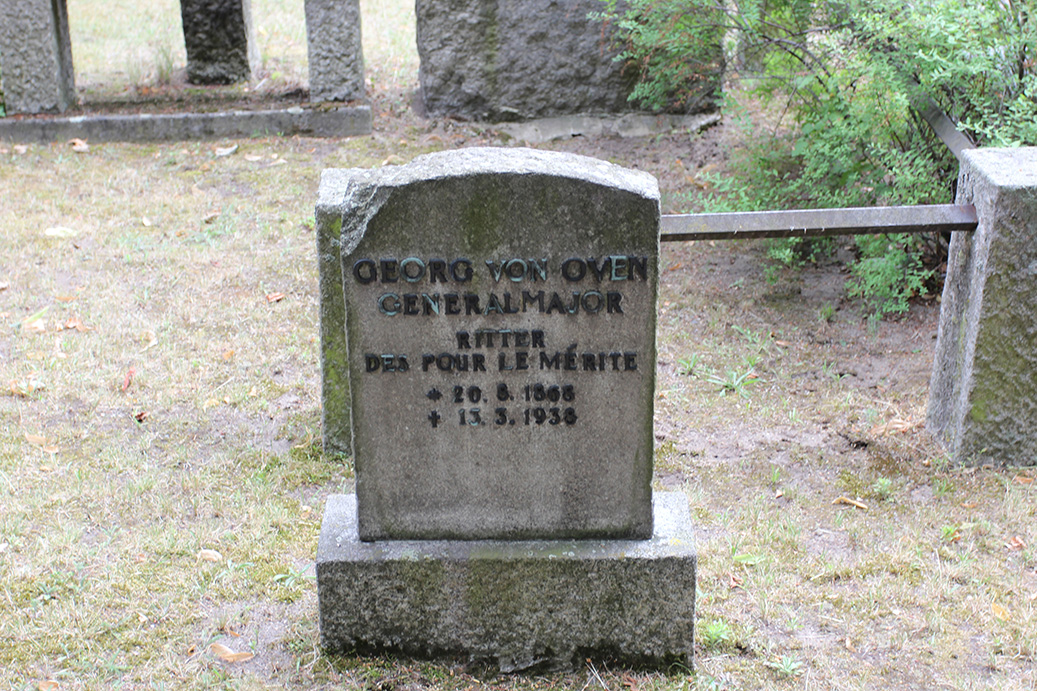 GEORG VON OVEN
GENERALMAJOR
RITTER
DES POUR LE MÉRITE
* 20. 8. 1868
✝ 13. 3. 1938